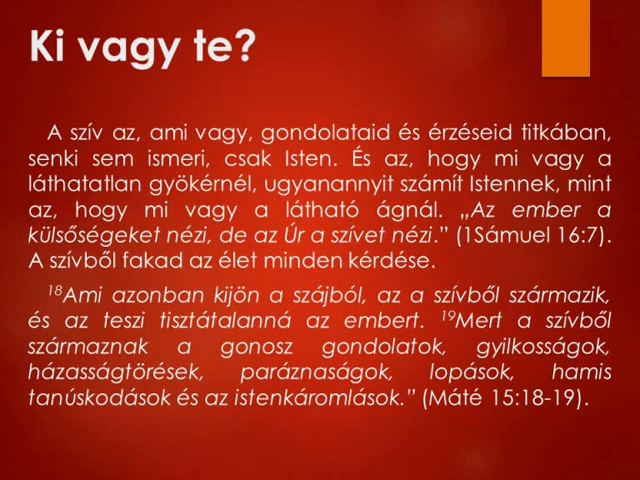 Ki vagy te?
A szív az, ami vagy, gondolataid és érzéseid titkában,
senki sem ismeri, csak Isten. És az, hogy mi vagy a
láthatatlan gyökérnél, ugyanannyit számít Istennek, mint
az, hogy mi vagy a látható ágnál. „Az ember a
külsőségeket nézi, de az Úr a szívet nézi.” (1Sámuel 16:7).
A szívből fakad az élet minden kérdése.
18Ami azonban kijön a szájból, az a szívből származik,
és az teszi tisztátalanná az embert. 19Mert a szívből
származnak a gonosz gondolatok, gyilkosságok,
házasságtörések, paráznaságok, lopások, hamis
tanúskodások és az istenkáromlások.” (Máté 15:18-19).